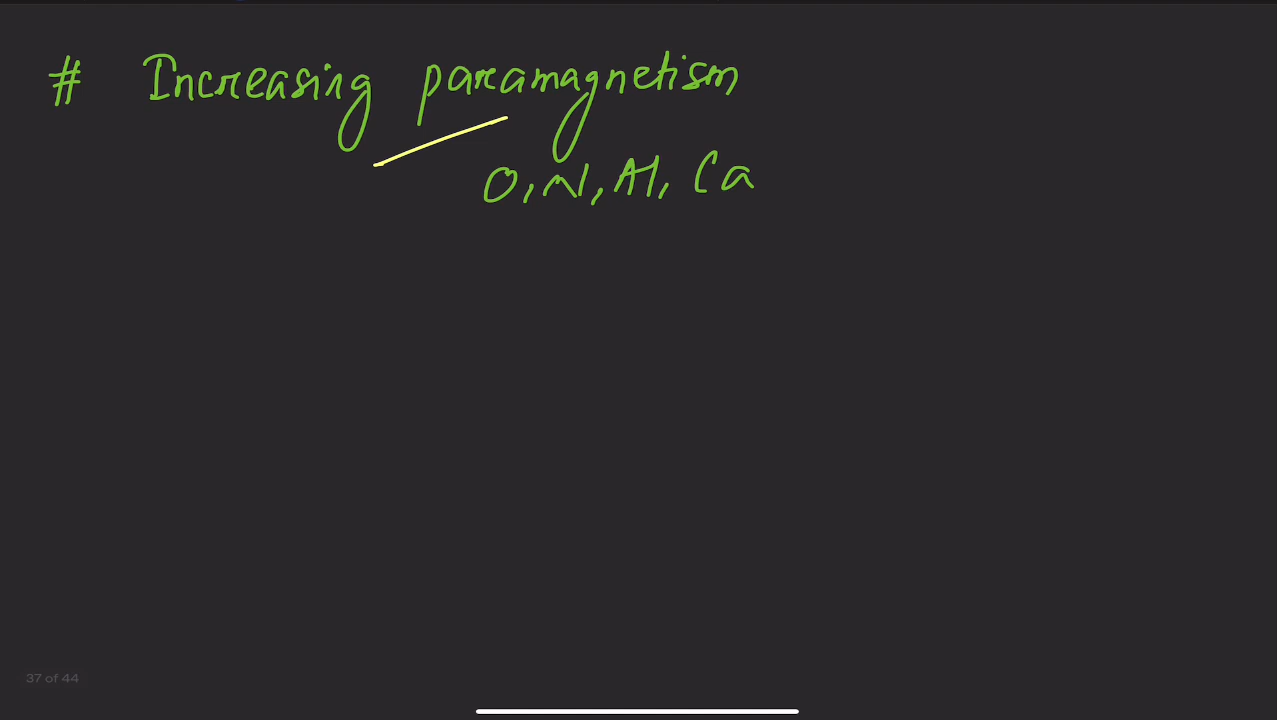 # Increasing paramagnetism
O, N, Al, Ca
37 of 44